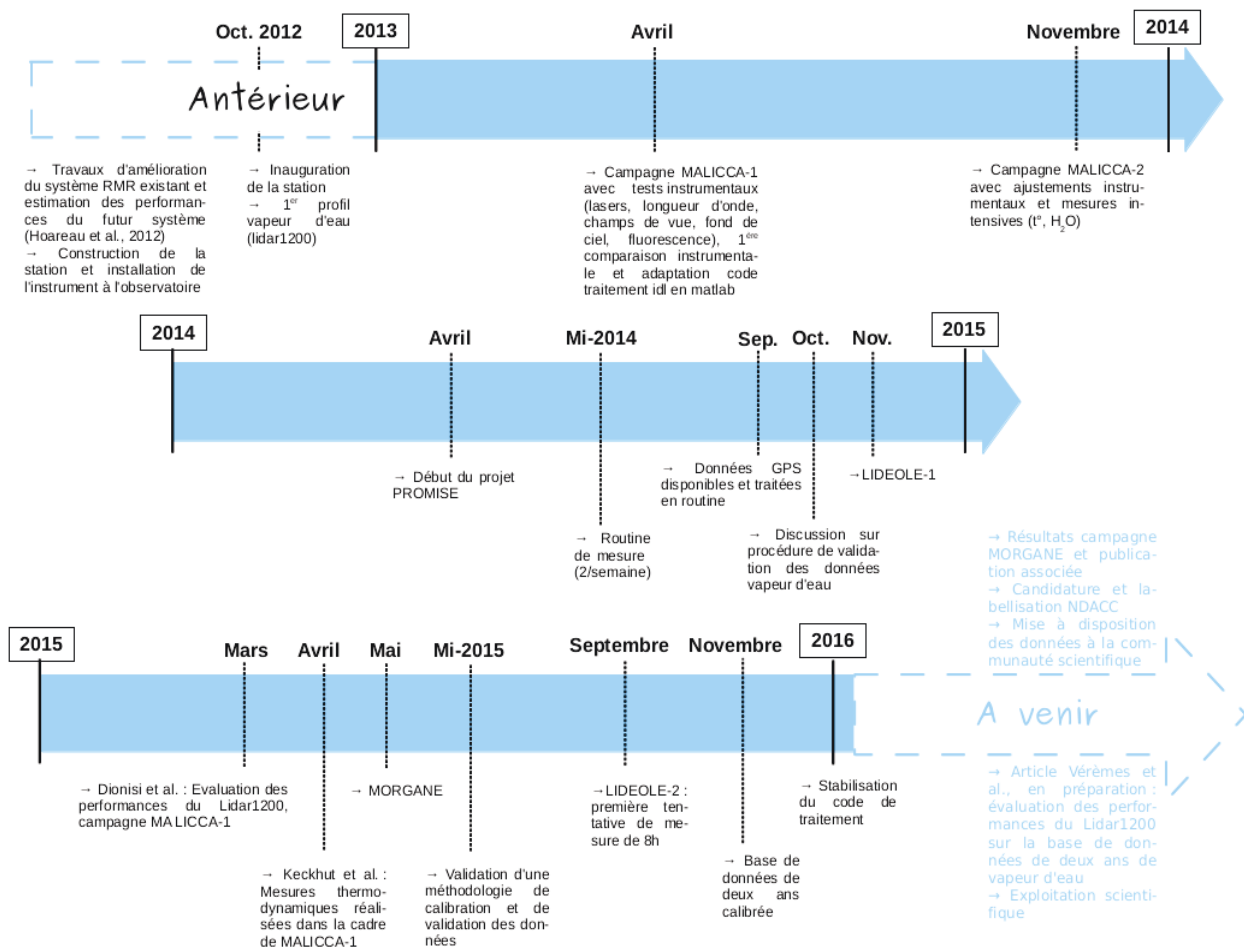 Oct. 2012
2013
Avril
Novembre
2014
Antérieur
→ Travaux d'amélioration
du système RMR existant et
estimation des performan-
ces du futur système
(Hoareau et al., 2012)
→ Construction de la
station et installation de
l'instrument à l'observatoire
→ Inauguration
de la station
→ 1er profil
vapeur d'eau
(lidar1200)
→ Campagne MALICCA-1
avec tests instrumentaux
(lasers, longueur d'onde,
champs de vue, fond de
ciel, fluorescence), 1ère
comparaison instrumenta-
le et adaptation code
traitement idl en matlab
→ Campagne MALICCA-2
avec ajustements instru-
mentaux et mesures in-
tensives (t°, H2O)
2014
Avril
Mi-2014
Sep.
Oct.
Nov.
2015
→ Début du projet
PROMISE
→ Routine
de mesure
(2/semaine)
→ Données GPS
disponibles et traitées
en routine
→ Discussion sur
procédure de valida-
tion des données
vapeur d'eau
→LIDEOLE-1
→ Résultats campagne
MORGANE et publica-
tion associée
→ Candidature et la-
bellisation NDACC
→ Mise à disposition
des données à la com-
munauté scientifique
2015
Mars
Avril
Mai
Mi-2015
Septembre
Novembre
2016
A venir
→ Dionisi et al. : Evaluation des
performances du Lidar1200,
campagne MA LICCA-1
→ Keckhut et al. :
Mesures thermo-
dynamiques réali-
sées dans la cadre
de MALICCA-1
→ MORGANE
→ Validation d'une
méthodologie de
calibration et de
validation des don-
nées
→LIDEOLE-2 :
première ten-
tative de me-
sure de 8h
→ Base de
données de
deux ans
calibrée
→ Stabilisation
du code de
traitement
→ Article Vérèmes et
al., en préparation :
évaluation des perfor-
mances du Lidar1200
sur la base de don-
nées de deux ans de
vapeur d'eau
→ Exploitation scienti-
fique